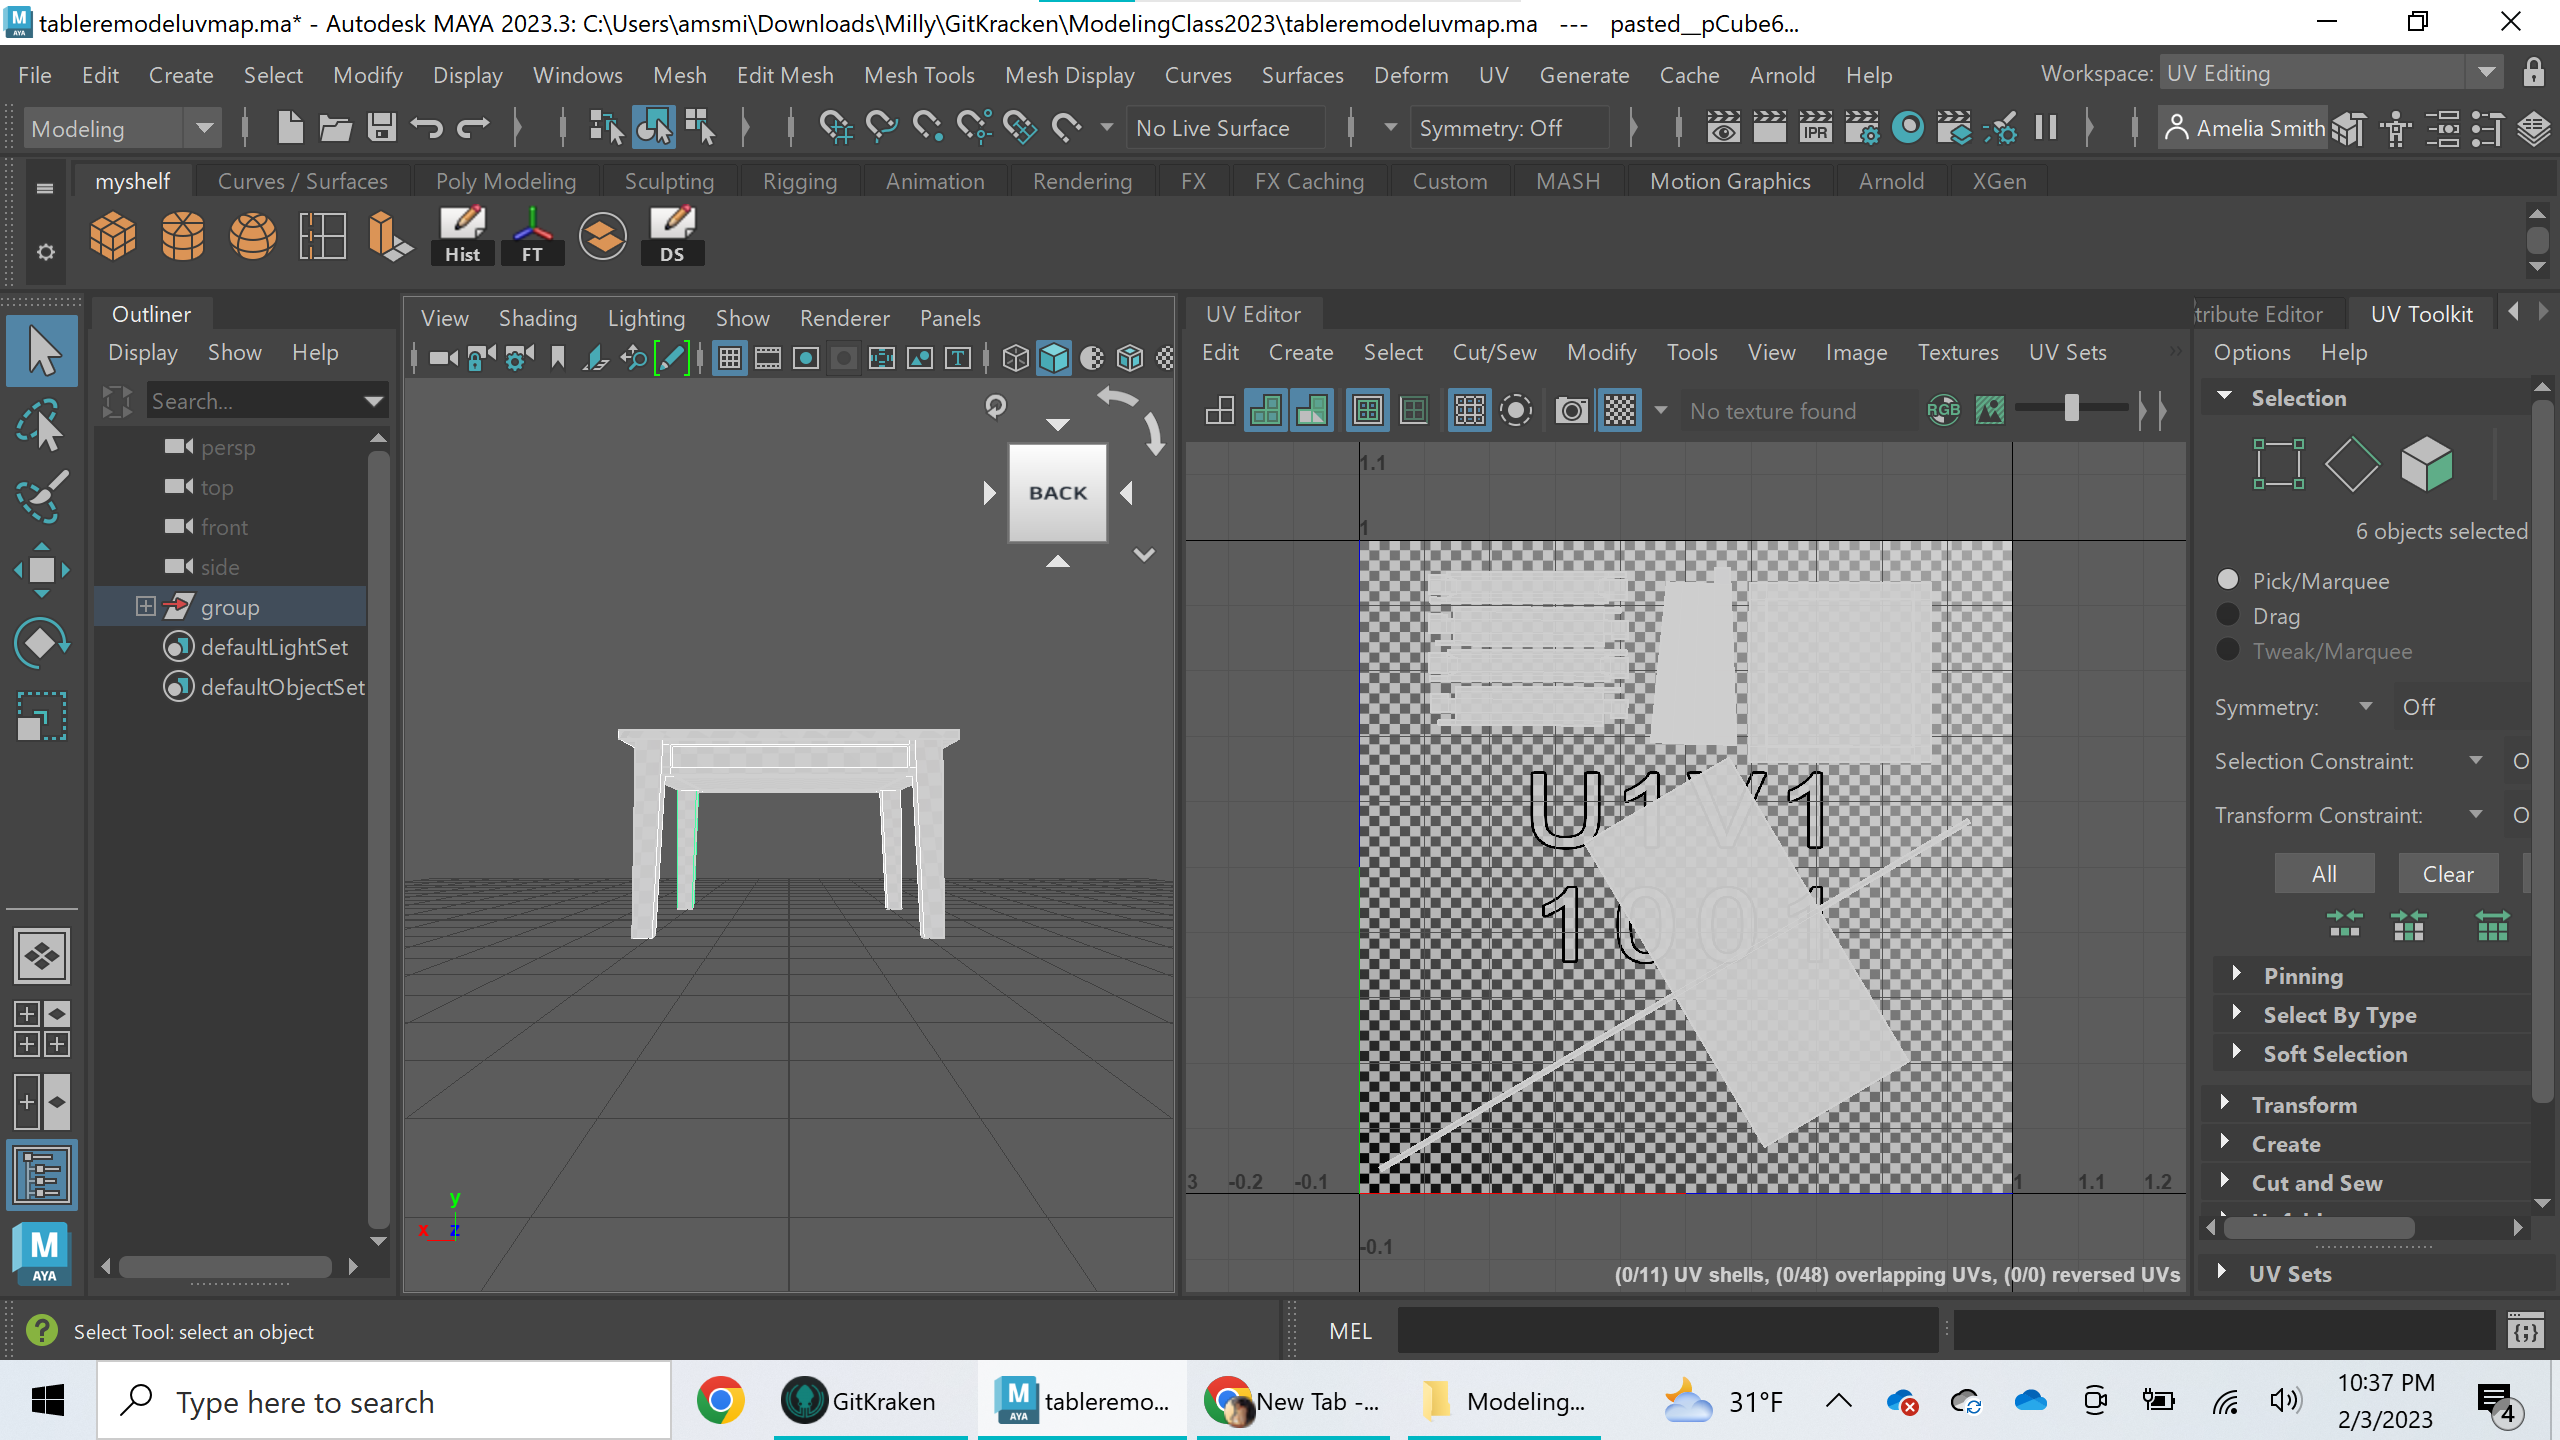 tableremodeluvmap.ma* - Autodesk MAYA 2023.3: C:\Users\amsmi\Downloads\Milly\GitKracken\ModelingClass2023\tableremodeluvmap.ma --- pasted__pCube6...
File Edit Create Select Modify Display Windows Mesh Edit Mesh Mesh Tools Mesh Display Curves Surfaces Deform UV Generate Cache Arnold Help Workspace: UV Editing
Modeling No Live Surface Symmetry: Off IPR Amelia Smith
myshelf Curves / Surfaces Poly Modeling Sculpting Rigging Animation Rendering FX FX Caching Custom MASH Motion Graphics Arnold XGen
Hist FT DS
Outliner
Display Show Help
Search...
persp
top
front
side
group
defaultLightSet
defaultObjectSet
View Shading Lighting Show Renderer Panels
BACK
y
x z
UV Editor
Edit Create Select Cut/Sew Modify Tools View Image Textures UV Sets
No texture found RGB
1.1
1
U1V1
1001
3 -0.2 -0.1 1 1.1 1.2
-0.1
(0/11) UV shells, (0/48) overlapping UVs, (0/0) reversed UVs
tribute Editor UV Toolkit
Options Help
Selection
6 objects selected
Pick/Marquee
Drag
Tweak/Marquee
Symmetry: Off
Selection Constraint: O
Transform Constraint: O
All Clear
Pinning
Select By Type
Soft Selection
Transform
Create
Cut and Sew
UV Sets
M
AYA
Select Tool: select an object MEL
Type here to search GitKraken tableremo... New Tab -... Modeling... 31°F 10:37 PM
2/3/2023
4